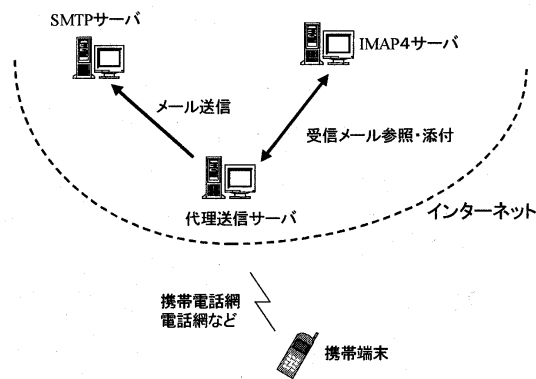 SMTPサーバ
IMAP4サーバ
メール送信
受信メール参照・添付
代理送信サーバ
インターネット
携帯電話網
電話網など
携帯端末